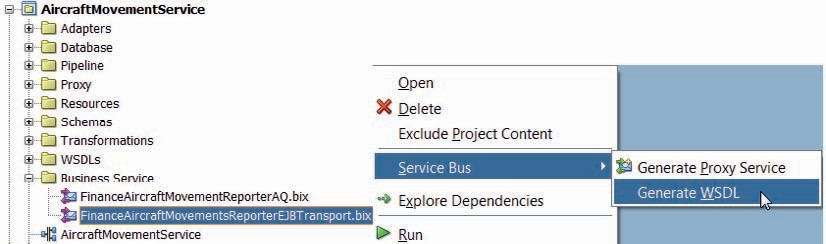 AircraftMovementService
Adapters
Database
Pipeline
Proxy
Resources
Schemas
Transformations
WSDLs
Business Service
FinanceAircraftMovementReporterAQ.bix
FinanceAircraftMovementsReporterEJBTransport.bix
AircraftMovementService
Open
Delete
Exclude Project Content
Service Bus
Explore Dependencies
Run
Generate Proxy Service
Generate WSDL